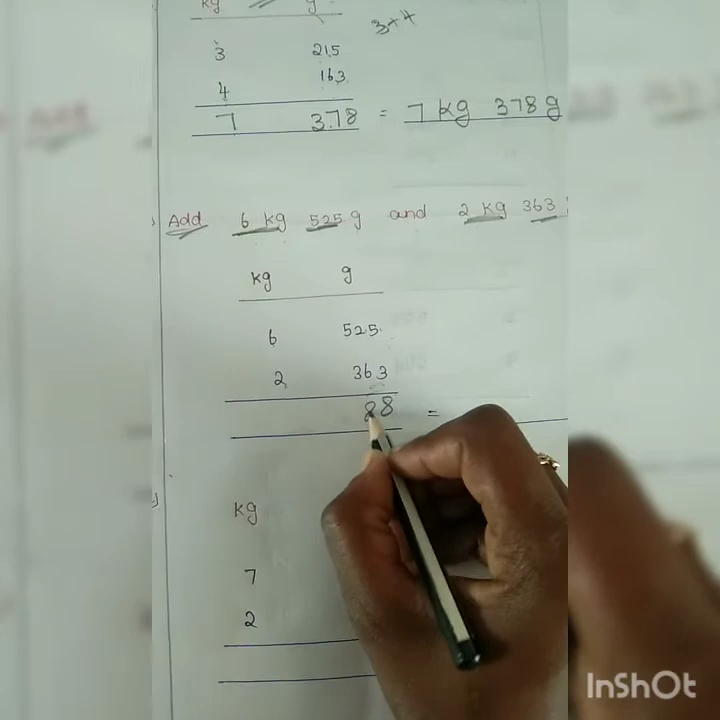 kg g
3 215 3+4
4 163
7 378 = 7 kg 378g
Add 6 kg 525 g and 2 kg 363
kg g
6 525
2 363
88 =
kg
7
2
InShOt